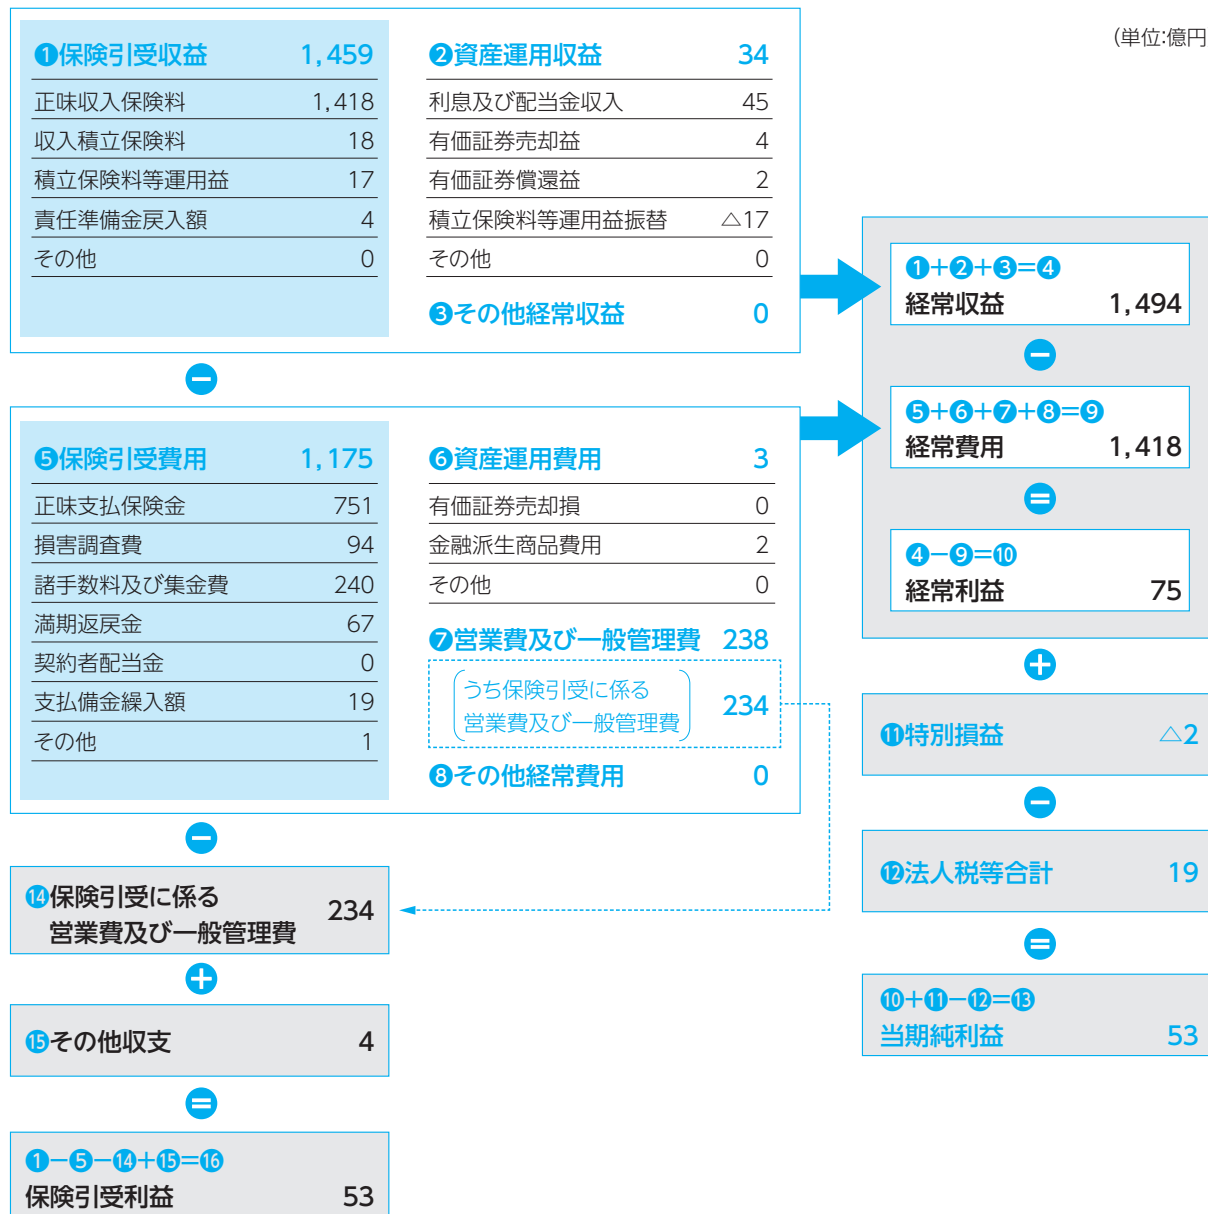 (単位:億円
❶保険引受収益 1,459
正味収入保険料 1,418
収入積立保険料 18
積立保険料等運用益 17
責任準備金戻入額 4
その他 0
❷資産運用収益 34
利息及び配当金収入 45
有価証券売却益 4
有価証券償還益 2
積立保険料等運用益振替 △17
その他 0
❸その他経常収益 0
❶+❷+❸=❹
経常収益 1,494
−
❺+❻+❼+❽=❾
経常費用 1,418
=
❹−❾=❿
経常利益 75
−
❺保険引受費用 1,175
正味支払保険金 751
損害調査費 94
諸手数料及び集金費 240
満期返戻金 67
契約者配当金 0
支払備金繰入額 19
その他 1
❻資産運用費用 3
有価証券売却損 0
金融派生商品費用 2
その他 0
❼営業費及び一般管理費 238
うち保険引受に係る
営業費及び一般管理費 234
❽その他経常費用 0
+
⓫特別損益 △2
−
⓬法人税等合計 19
=
❿+⓫−⓬=⓭
当期純利益 53
−
⓮保険引受に係る
営業費及び一般管理費 234
+
⓯その他収支 4
=
❶−❺−⓮+⓯=⓰
保険引受利益 53